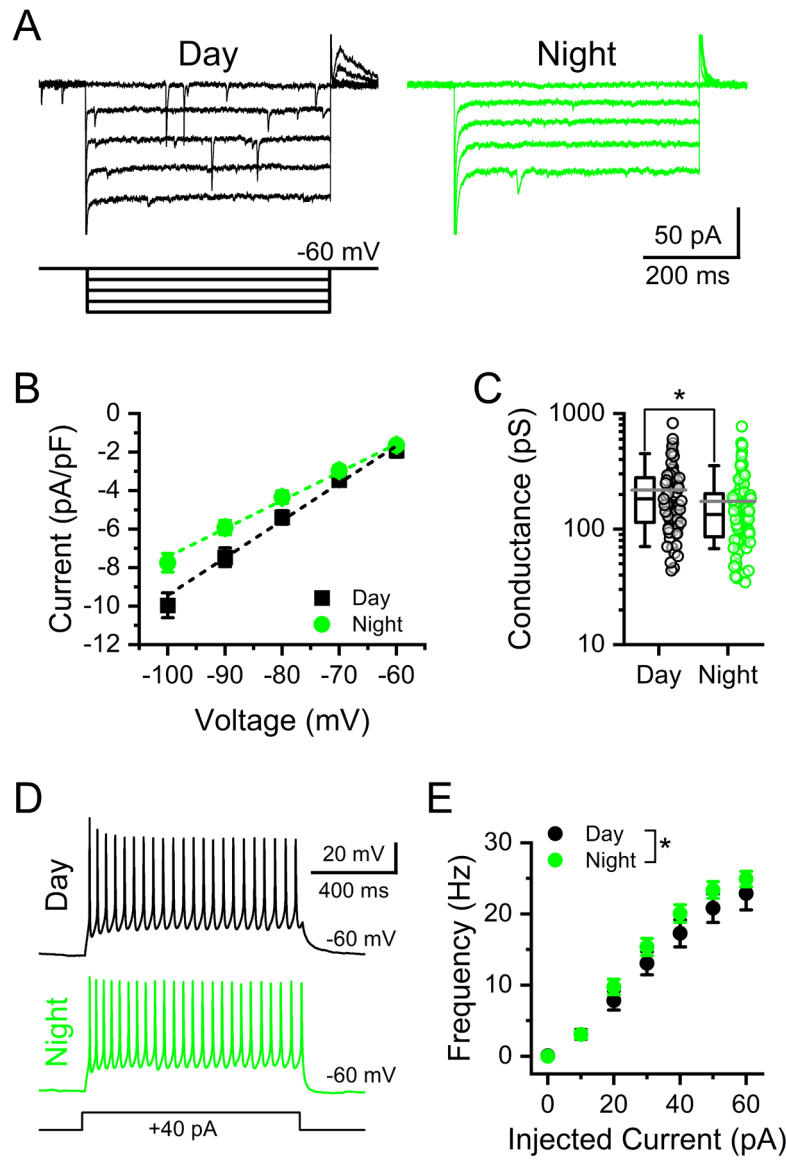 A
Day
Night
-60 mV
50 pA
200 ms
B
0
-2
-4
-6
-8
-10
-12
Current (pA/pF)
Day
Night
-100
-90
-80
-70
-60
Voltage (mV)
C
*
1000
100
10
Conductance (pS)
Day
Night
D
Day
20 mV
400 ms
-60 mV
Night
-60 mV
+40 pA
E
Day
Night
*
30
20
10
0
Frequency (Hz)
0
20
40
60
Injected Current (pA)